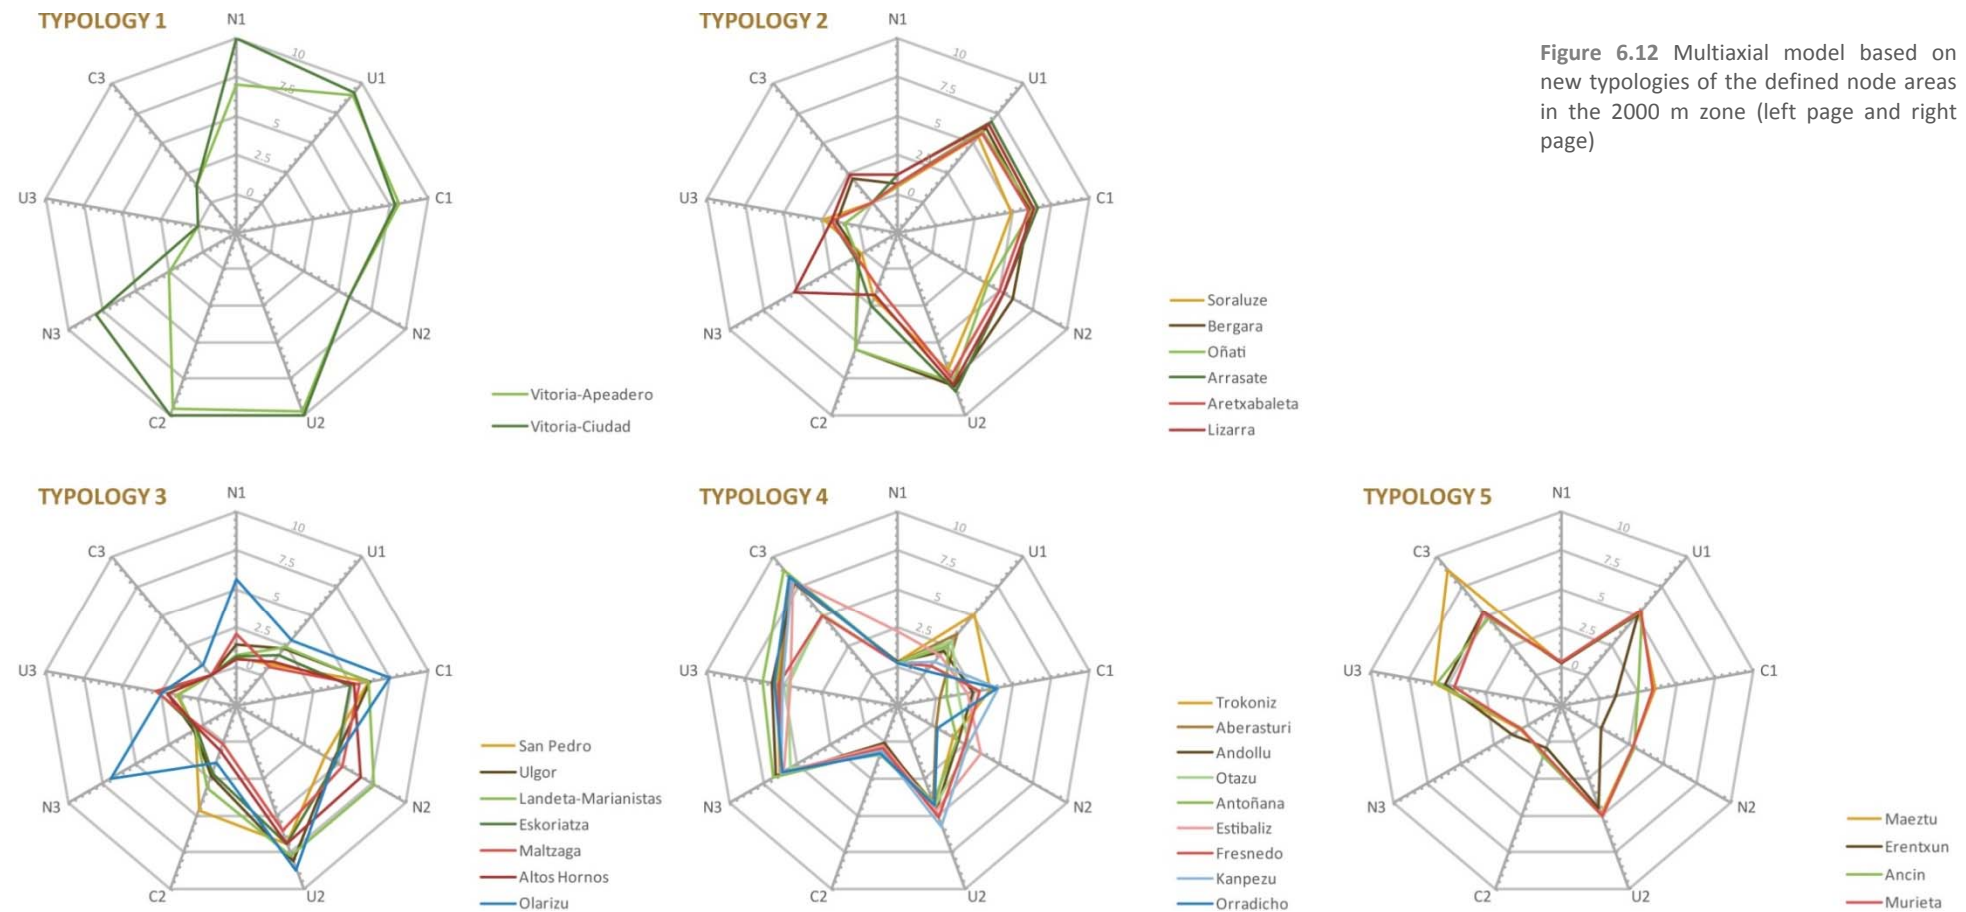 TYPOLOGY 1
N1
10
U1
7.5
C1
5
N2
2.5
U2
0
C2
N3
U3
C3
Vitoria-Apeadero
Vitoria-Ciudad
TYPOLOGY 2
N1
10
U1
7.5
C1
5
N2
2.5
U2
0
C2
N3
U3
C3
Soraluze
Bergara
Oñati
Arrasate
Aretxabaleta
Lizarra
Figure 6.12 Multiaxial model based on
new typologies of the defined node areas
in the 2000 m zone (left page and right
page)
TYPOLOGY 3
N1
10
U1
7.5
C1
5
N2
2.5
U2
0
C2
N3
U3
C3
San Pedro
Ulgor
Landeta-Marianistas
Eskoriatza
Maltzaga
Altos Hornos
Olarizu
TYPOLOGY 4
N1
10
U1
7.5
C1
5
N2
2.5
U2
0
C2
N3
U3
C3
Trokoniz
Aberasturi
Andollu
Otazu
Antoñana
Estibaliz
Fresnedo
Kanpezu
Orradicho
TYPOLOGY 5
N1
10
U1
7.5
C1
5
N2
2.5
U2
0
C2
N3
U3
C3
Maeztu
Erentxun
Ancin
Murieta